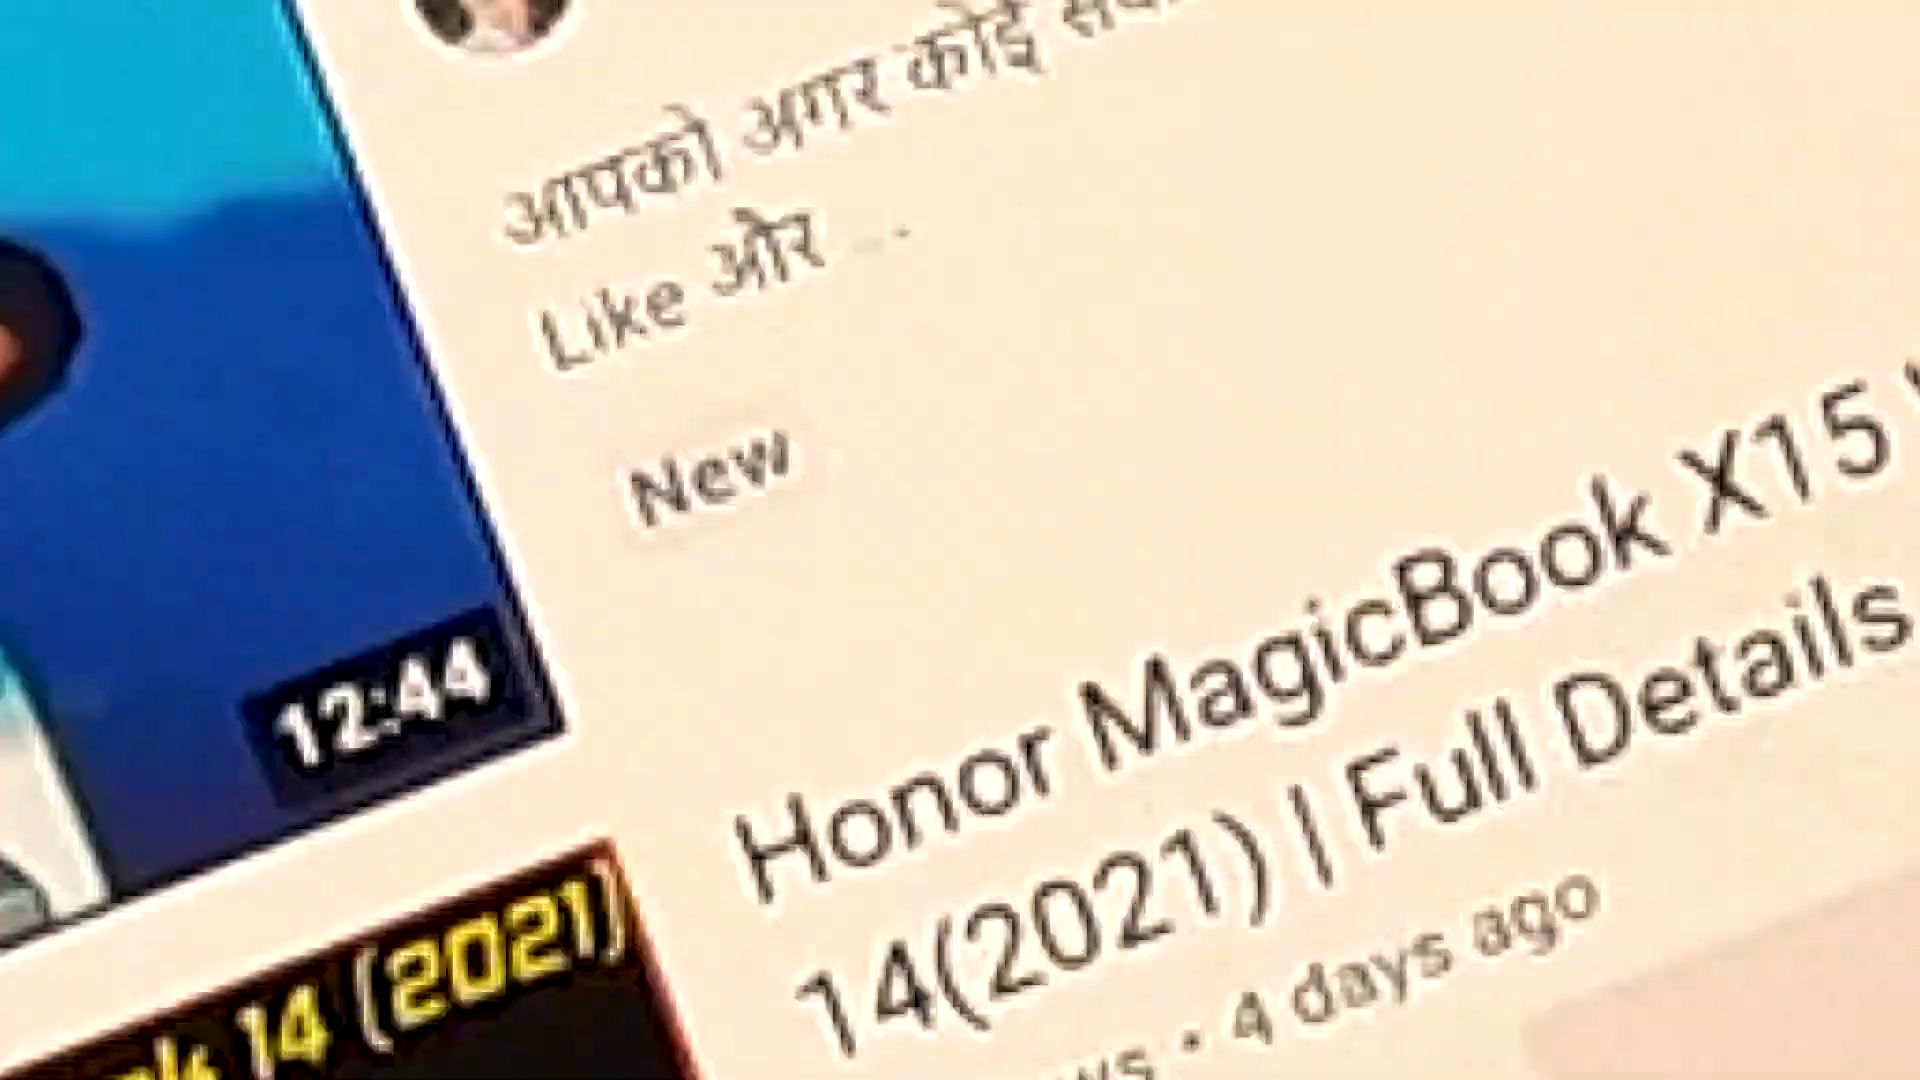 आपको अगर कोई
Like और ...
New
12:44
Honor MagicBook X15
14(2021) | Full Details
4 days ago
14 (2021)